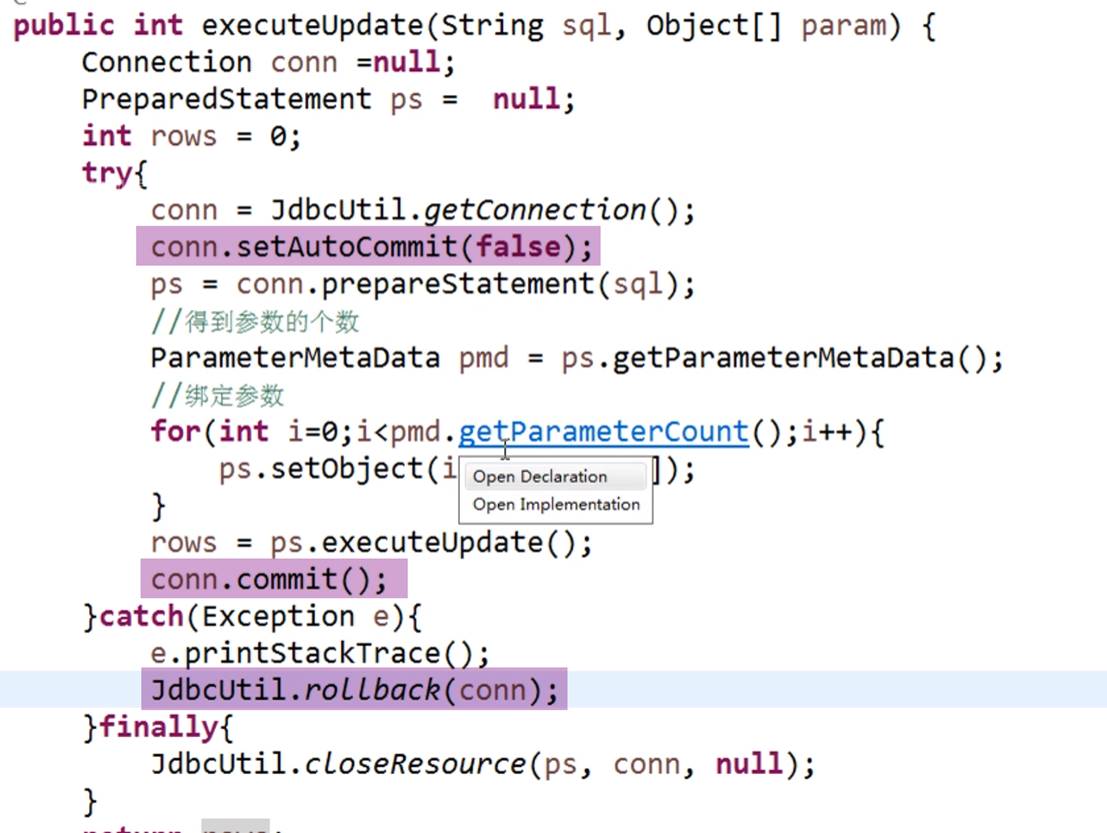 public int executeUpdate(String sql, Object[] param) {
Connection conn =null;
PreparedStatement ps =  null;
int rows = 0;
try{
conn = JdbcUtil.getConnection();
conn.setAutoCommit(false);
ps = conn.prepareStatement(sql);
//得到参数的个数
ParameterMetaData pmd = ps.getParameterMetaData();
//绑定参数
for(int i=0;i<pmd.getParameterCount();i++){
ps.setObject(i ]);
Open Declaration
Open Implementation
}
rows = ps.executeUpdate();
conn.commit();
}catch(Exception e){
e.printStackTrace();
JdbcUtil.rollback(conn);
}finally{
JdbcUtil.closeResource(ps, conn, null);
}